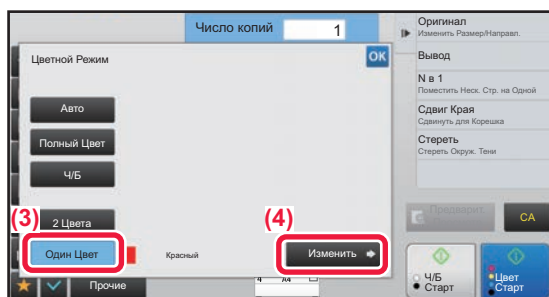 Число копий 1
Цветной Режим
OK
Авто
Полный Цвет
Ч/Б
(3)
2 Цвета
Один Цвет
Красный
(4)
Изменить
Прочие
A4
Оригинал
Изменить Размер/Направл.
Вывод
N в 1
Поместить Неск. Стр. на Одной
Сдвиг Края
Сдвинуть для Корешка
Стереть
Стереть Окруж. Тени
CA
Ч/Б
Старт
Цвет
Старт